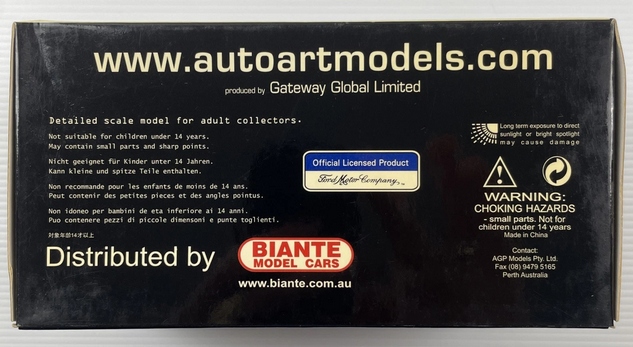 www.autoartmodels.com
produced by Gateway Global Limited
Detailed scale model for adult collectors.
Not suitable for children under 14 years.
May contain small parts and sharp points.
Nicht geeignet für Kinder unter 14 Jahren.
Kann kleine und spitze Teile enthalten.
Non recommande pour les enfants de moins de 14 ans.
Peut contenir des petites pieces et des angles pointus.
Non idoneo per bambini de eta inferiore ai 14 anni.
Puo contenere pezzi di piccole dimensoni e punte toglienti.
対象年齢14才以上
Official Licensed Product
Ford Motor Company
Long term exposure to direct
sunlight or bright spotlight
may cause damage
WARNING:
CHOKING HAZARDS
- small parts. Not for
children under 14 years
Made in China
Contact:
AGP Models Pty. Ltd.
Fax (08) 9479 5165
Perth Australia
Distributed by
BIANTE
MODEL CARS
www.biante.com.au